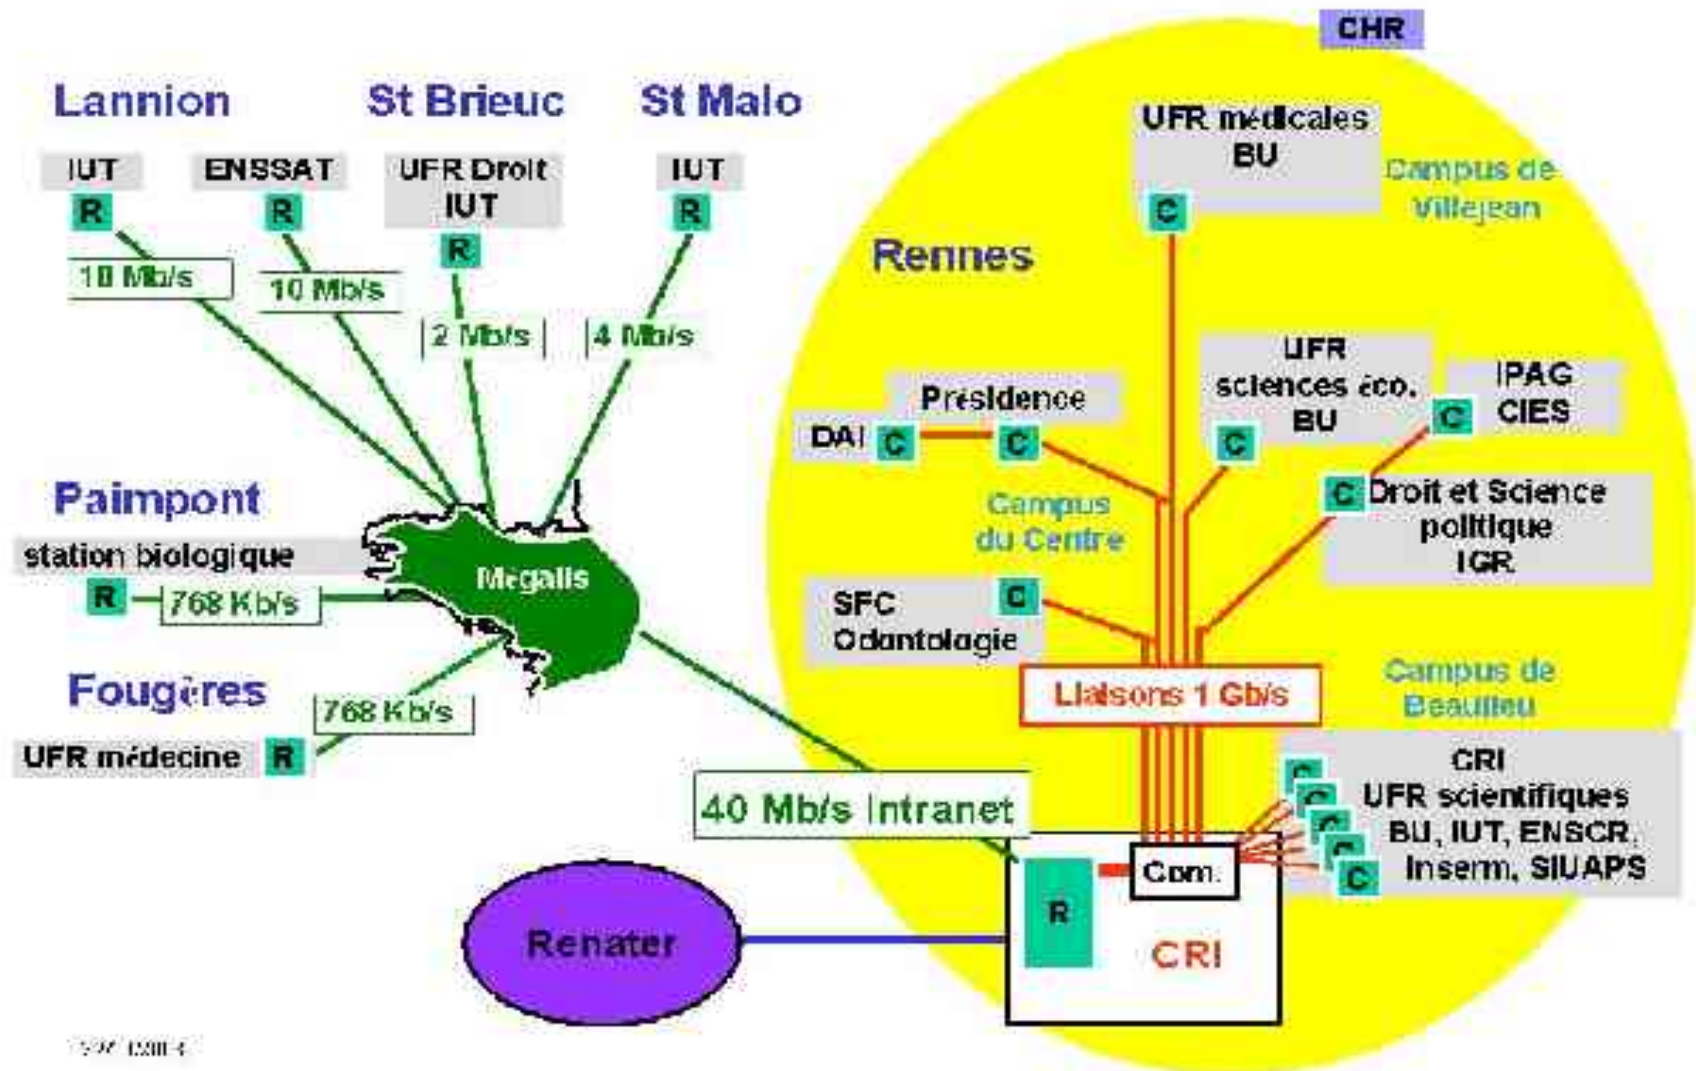 CHR
Lannion
St Brieuc
St Malo
IUT
R
ENSSAT
R
UFR Droit
IUT
R
IUT
R
10 Mb/s
10 Mb/s
2 Mb/s
4 Mb/s
UFR médicales
BU
C
Campus de
Villejean
Rennes
UFR
sciences éco.
BU
C
IPAG
CIES
C
Présidence
C
DAI
C
Campus
du Centre
C
Droit et Science
politique
IGR
Paimpont
station biologique
R
768 Kb/s
Mégalis
SFC
Odontologie
C
Fougères
768 Kb/s
UFR médecine
R
Liaisons 1 Gb/s
Campus de
Beaulieu
40 Mb/s Intranet
CRI
UFR scientifiques
BU, IUT, ENSCR,
Inserm, SIUAPS
C
C
C
C
C
Com.
R
CRI
Renater